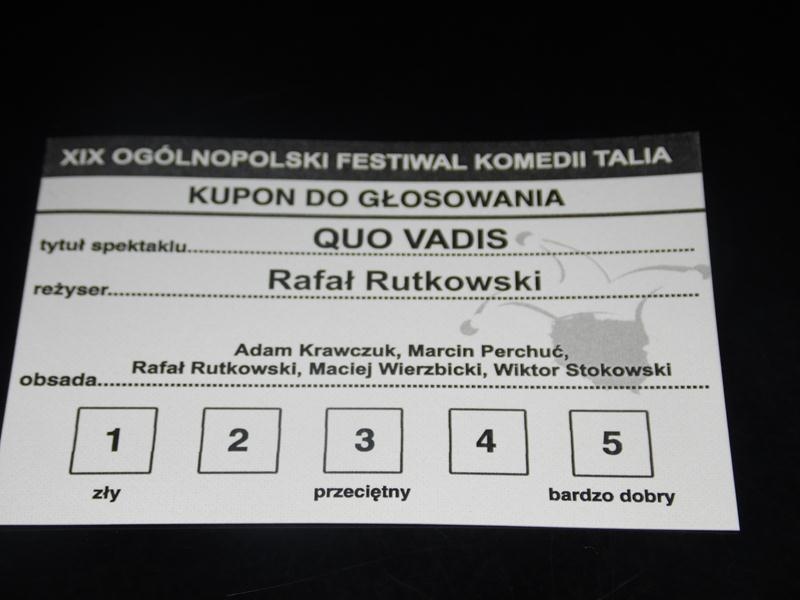 XIX OGÓLNOPOLSKI FESTIWAL KOMEDII TALIA
KUPON DO GŁOSOWANIA
tytuł spektaklu..........QUO VADIS..........
reżyser..........Rafał Rutkowski..........
Adam Krawczuk, Marcin Perchuć,
Rafał Rutkowski, Maciej Wierzbicki, Wiktor Stokowski
obsada..........
1 2 3 4 5
zły przeciętny bardzo dobry